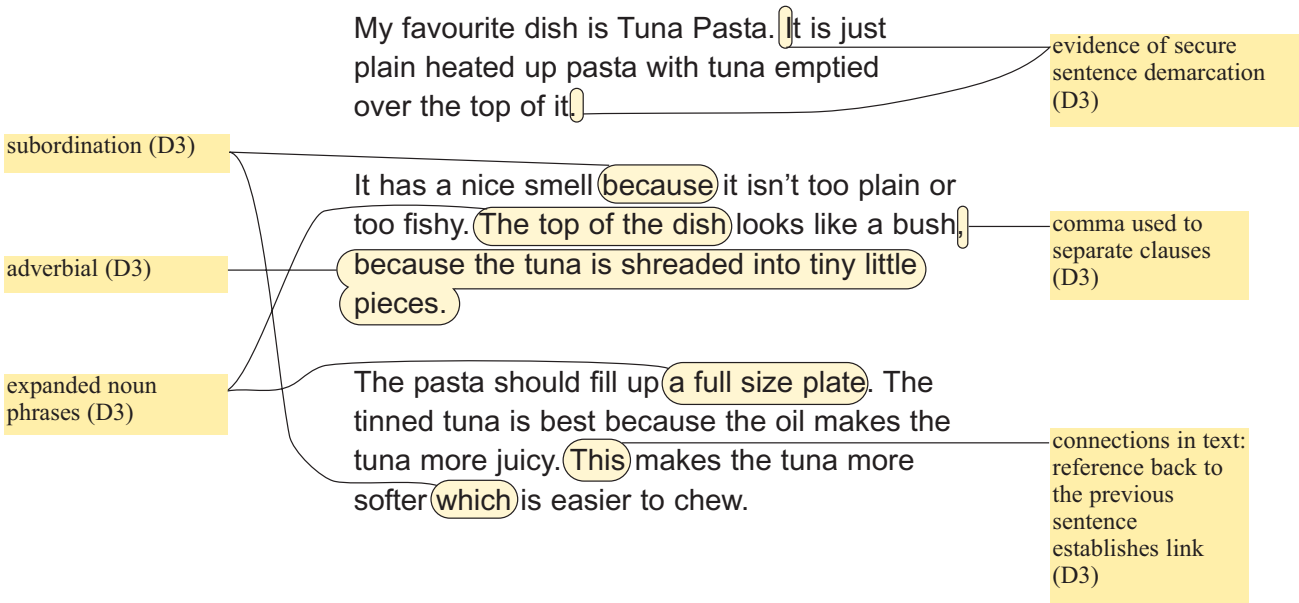 My favourite dish is Tuna Pasta. It is just
plain heated up pasta with tuna emptied
over the top of it.
evidence of secure
sentence demarcation
(D3)
subordination (D3)
It has a nice smell because it isn't too plain or
too fishy. The top of the dish looks like a bush,
because the tuna is shreaded into tiny little
pieces.
adverbial (D3)
comma used to
separate clauses
(D3)
expanded noun
phrases (D3)
The pasta should fill up a full size plate. The
tinned tuna is best because the oil makes the
tuna more juicy. This makes the tuna more
softer which is easier to chew.
connections in text:
reference back to
the previous
sentence
establishes link
(D3)